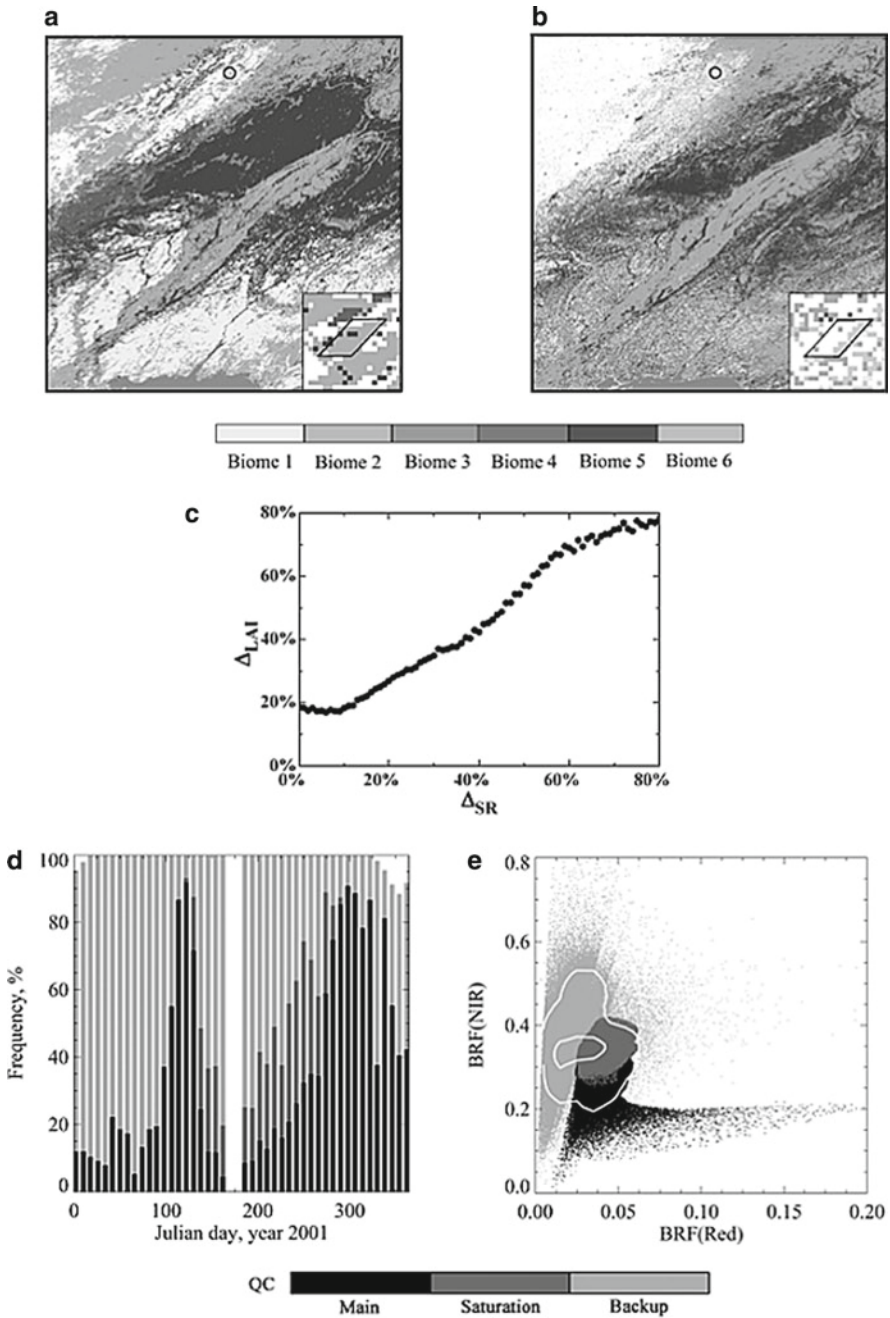 a
b
Biome 1 Biome 2 Biome 3 Biome 4 Biome 5 Biome 6
c
80%
60%
40%
20%
0%
Δ_LAI
0% 20% 40% 60% 80%
Δ_SR
d
100
80
60
40
20
0
Frequency, %
0 100 200 300
Julian day, year 2001
e
0.8
0.6
0.4
0.2
0.0
BRF(NIR)
0.00 0.05 0.10 0.15 0.20
BRF(Red)
QC
Main Saturation Backup